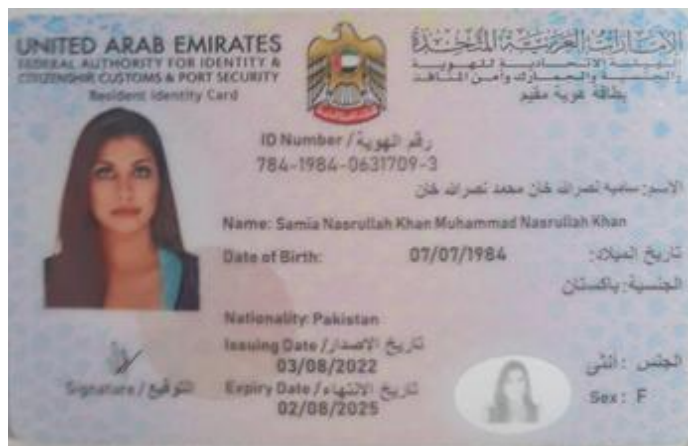 UNITED ARAB EMIRATES
FEDERAL AUTHORITY FOR IDENTITY &
CITIZENSHIP CUSTOMS & PORT SECURITY
Resident Identity Card
الإمارات العربية المتحدة
الهيئة الاتحادية للهوية
والجنسية والجمارك وأمن المنافذ
بطاقة هوية مقيم
ID Number / رقم الهوية
784-1984-0631709-3
الاسم: سامیه نصرالله خان محمد نصرالله خان
Name: Samia Nasrullah Khan Muhammad Nasrullah Khan
Date of Birth: 07/07/1984 تاريخ الميلاد:
الجنسية: باكستان
Nationality: Pakistan
Issuing Date / تاريخ الاصدار
03/08/2022
Expiry Date / تاريخ الانتهاء
02/08/2025
Signature / التوقيع
الجنس: أنثى
Sex: F